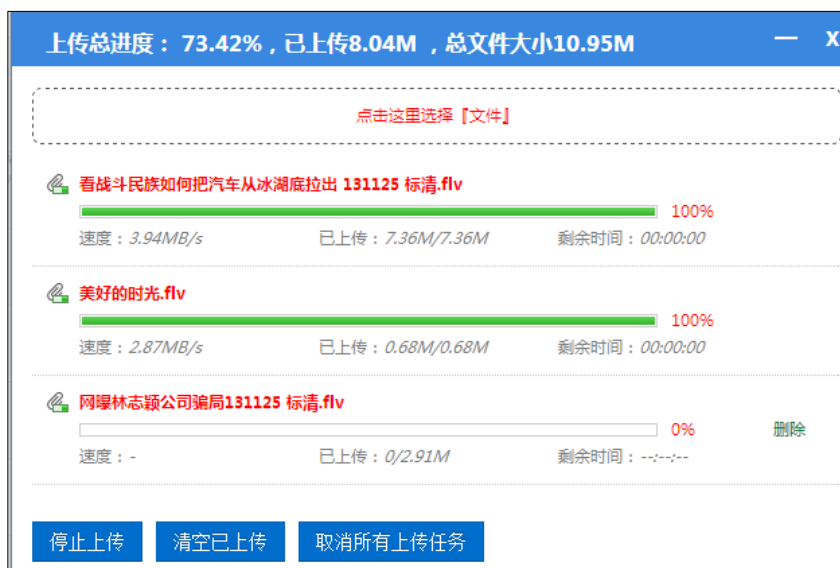 上传总进度： 73.42%，已上传8.04M ，总文件大小10.95M — X
点击这里选择『文件』
看战斗民族如何把汽车从冰湖底拉出 131125 标清.flv
100%
速度：3.94MB/s 已上传：7.36M/7.36M 剩余时间：00:00:00
美好的时光.flv
100%
速度：2.87MB/s 已上传：0.68M/0.68M 剩余时间：00:00:00
网曝林志颖公司骗局131125 标清.flv
0% 删除
速度：- 已上传：0/2.91M 剩余时间：--:--:--
停止上传 清空已上传 取消所有上传任务